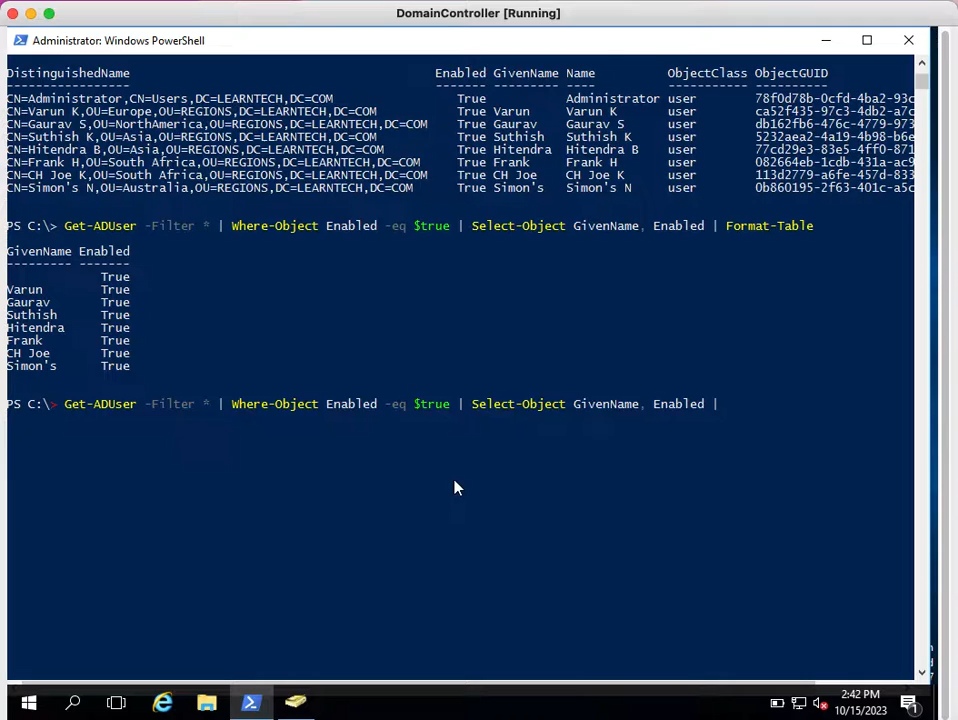 DomainController [Running]
Administrator: Windows PowerShell
DistinguishedName Enabled GivenName Name ObjectClass ObjectGUID
----------------- ------- --------- ---- ----------- ----------
CN=Administrator,CN=Users,DC=LEARNTECH,DC=COM True Administrator user 78f0d78b-0cfd-4ba2-93c
CN=Varun K,OU=Europe,OU=REGIONS,DC=LEARNTECH,DC=COM True Varun Varun K user ca52f435-97c3-4db2-a7c
CN=Gaurav S,OU=NorthAmerica,OU=REGIONS,DC=LEARNTECH,DC=COM True Gaurav Gaurav S user db162fb6-476c-4779-973
CN=Suthish K,OU=Asia,OU=REGIONS,DC=LEARNTECH,DC=COM True Suthish Suthish K user 5232aea2-4a19-4b98-b6e
CN=Hitendra B,OU=Asia,OU=REGIONS,DC=LEARNTECH,DC=COM True Hitendra Hitendra B user 77cd29e3-83e5-4ff0-871
CN=Frank H,OU=South Africa,OU=REGIONS,DC=LEARNTECH,DC=COM True Frank Frank H user 082664eb-1cdb-431a-ac9
CN=CH Joe K,OU=South Africa,OU=REGIONS,DC=LEARNTECH,DC=COM True CH Joe CH Joe K user 113d2779-a6fe-457d-833
CN=Simon's N,OU=Australia,OU=REGIONS,DC=LEARNTECH,DC=COM True Simon's Simon's N user 0b860195-2f63-401c-a5c
PS C:\> Get-ADUser -Filter * | Where-Object Enabled -eq $true | Select-Object GivenName, Enabled | Format-Table
GivenName Enabled
--------- -------
True
Varun True
Gaurav True
Suthish True
Hitendra True
Frank True
CH Joe True
Simon's True
PS C:\> Get-ADUser -Filter * | Where-Object Enabled -eq $true | Select-Object GivenName, Enabled |
2:42 PM
10/15/2023
1